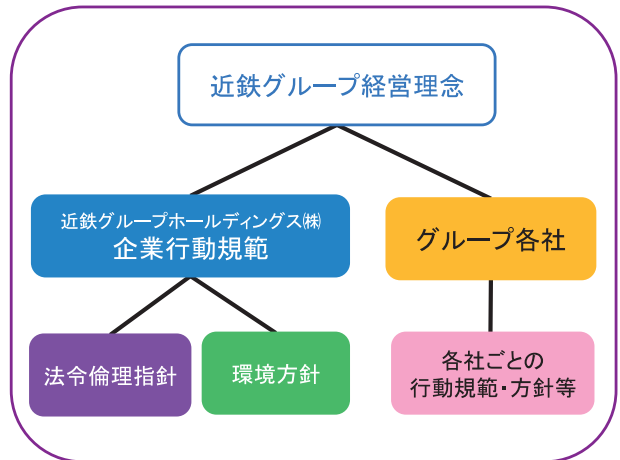 近鉄グループ経営理念
近鉄グループホールディングス㈱
企業行動規範
グループ各社
法令倫理指針
環境方針
各社ごとの
行動規範・方針等